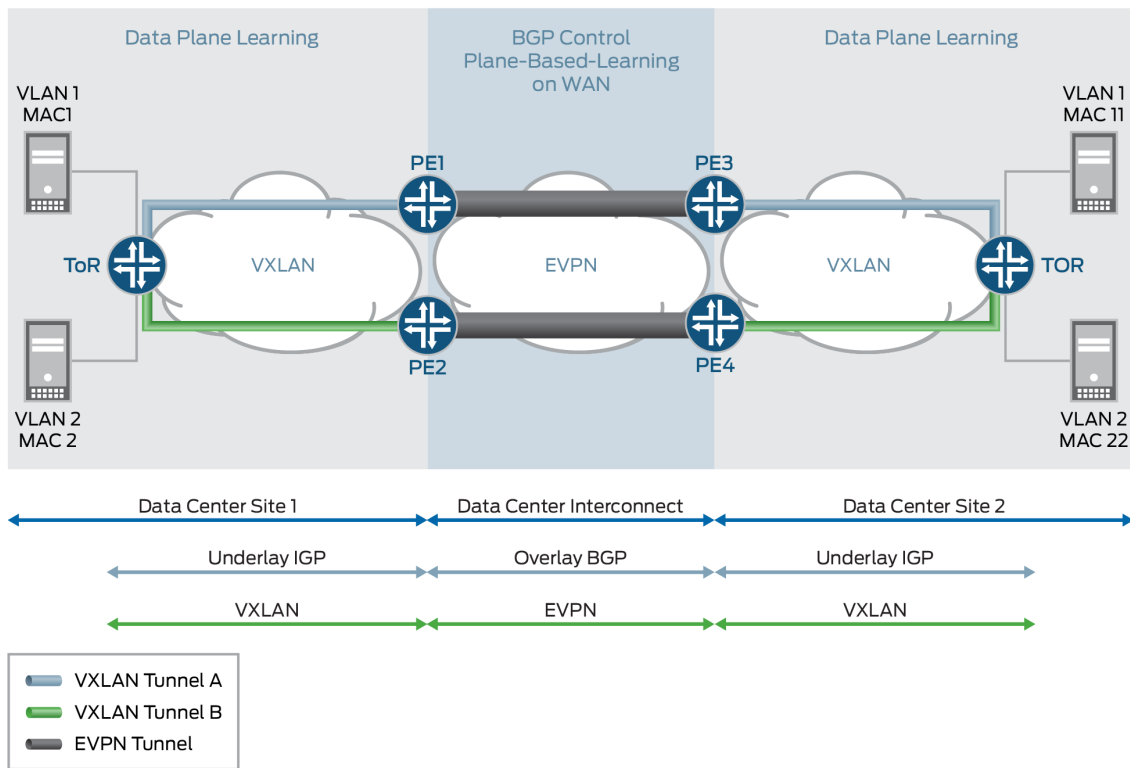 Data Plane Learning
BGP Control
Plane-Based-Learning
on WAN
Data Plane Learning
VLAN 1
MAC1
VLAN 1
MAC 11
PE1
PE3
ToR
VXLAN
EVPN
VXLAN
TOR
PE2
PE4
VLAN 2
MAC 2
VLAN 2
MAC 22
Data Center Site 1
Data Center Interconnect
Data Center Site 2
Underlay IGP
Overlay BGP
Underlay IGP
VXLAN
EVPN
VXLAN
VXLAN Tunnel A
VXLAN Tunnel B
EVPN Tunnel